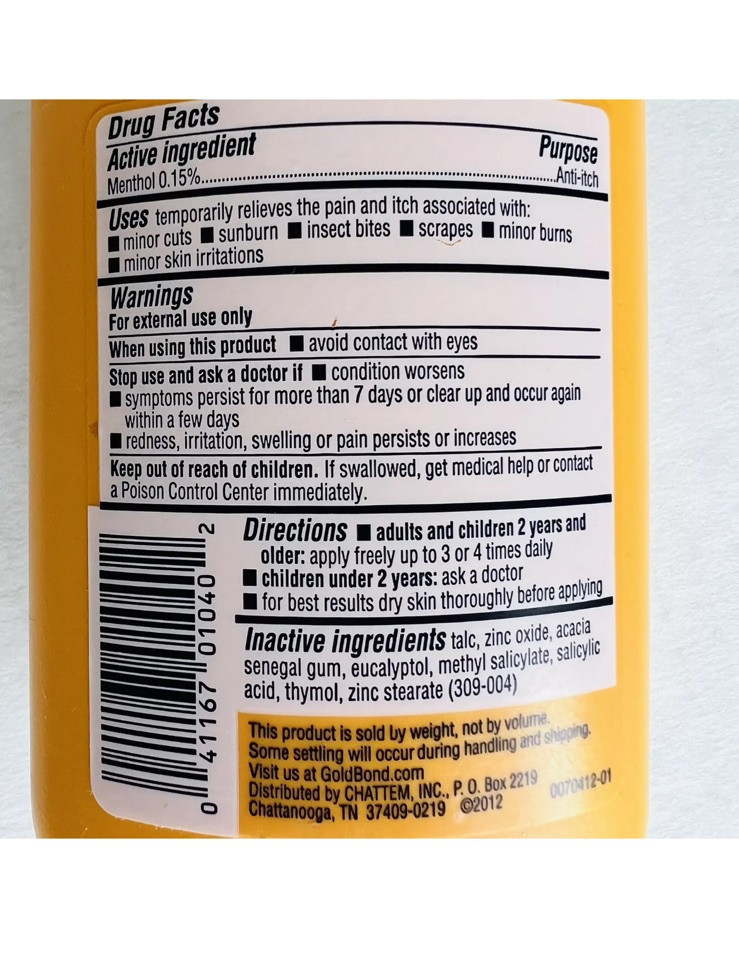 Drug Facts
Active ingredient Purpose
Menthol 0.15%..........................................................................Anti-itch
Uses temporarily relieves the pain and itch associated with:
■ minor cuts ■ sunburn ■ insect bites ■ scrapes ■ minor burns
■ minor skin irritations
Warnings
For external use only
When using this product ■ avoid contact with eyes
Stop use and ask a doctor if ■ condition worsens
■ symptoms persist for more than 7 days or clear up and occur again
within a few days
■ redness, irritation, swelling or pain persists or increases
Keep out of reach of children. If swallowed, get medical help or contact
a Poison Control Center immediately.
Directions ■ adults and children 2 years and
older: apply freely up to 3 or 4 times daily
■ children under 2 years: ask a doctor
■ for best results dry skin thoroughly before applying
Inactive ingredients talc, zinc oxide, acacia
senegal gum, eucalyptol, methyl salicylate, salicylic
acid, thymol, zinc stearate (309-004)
0 41167 01040 2
This product is sold by weight, not by volume.
Some settling will occur during handling and shipping.
Visit us at GoldBond.com
Distributed by CHATTEM, INC., P. O. Box 2219
Chattanooga, TN 37409-0219 ©2012
0070412-01